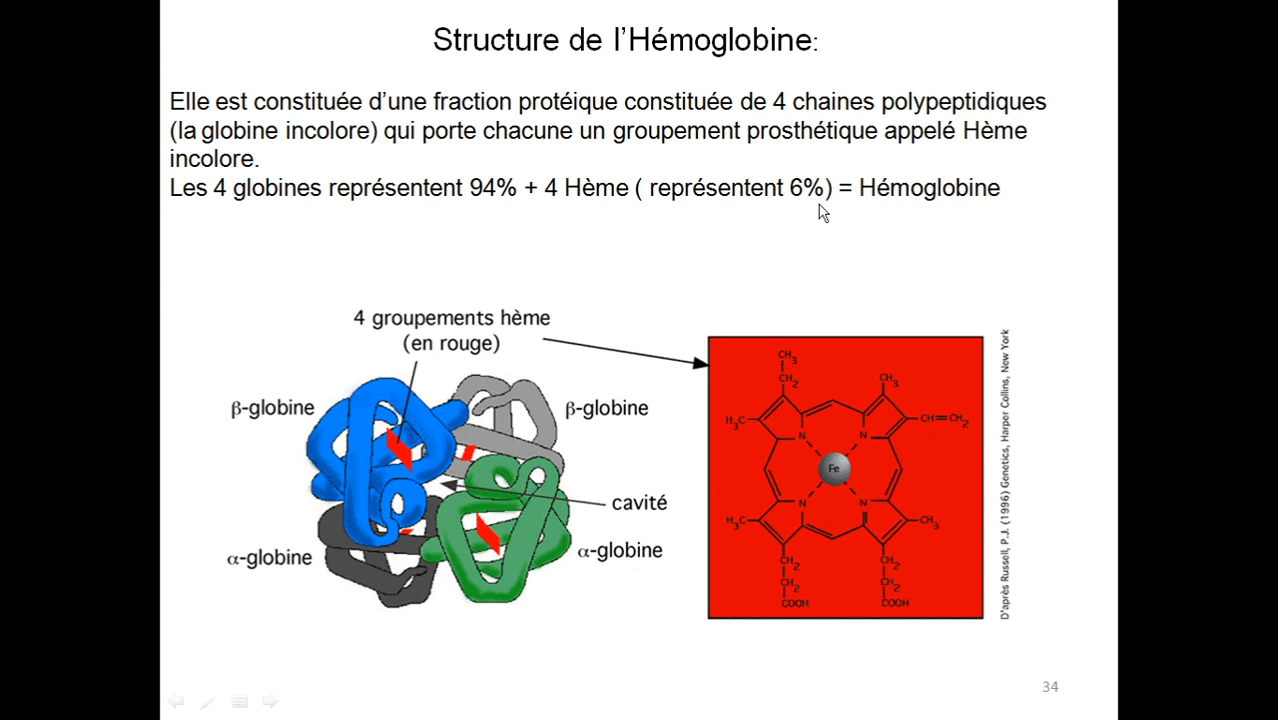 Structure de l'Hémoglobine:
Elle est constituée d'une fraction protéique constituée de 4 chaines polypeptidiques
(la globine incolore) qui porte chacune un groupement prosthétique appelé Hème
incolore.
Les 4 globines représentent 94% + 4 Hème ( représentent 6%) = Hémoglobine
4 groupements hème
(en rouge)
β-globine
β-globine
cavité
α-globine
α-globine
CH3
CH2
CH3
H3C
CH=CH2
N
N
Fe
N
N
H3C
CH3
CH2
CH2
CH2
CH2
COOH
COOH
D'après Russell, P.J. (1996) Genetics, Harper Collins, New York
34